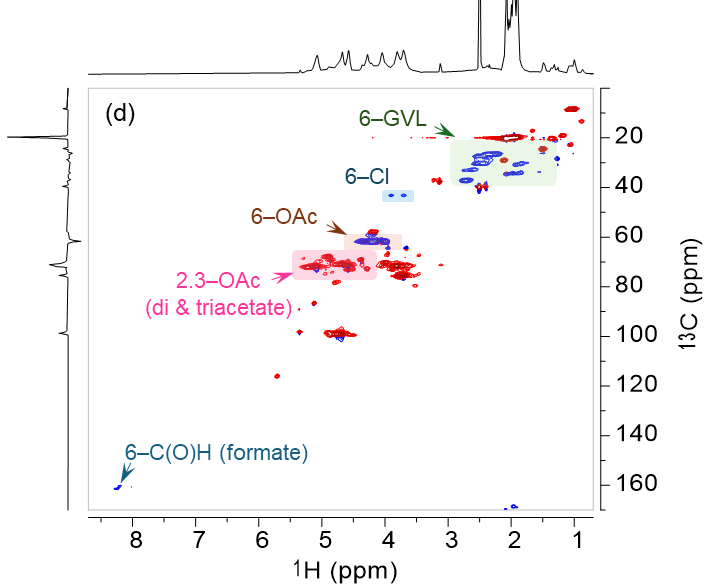 (d)
6–GVL
20
6–Cl
40
6–OAc
60
2.3–OAc
(di & triacetate)
80
100
120
140
6–C(O)H (formate)
160
13C (ppm)
8 7 6 5 4 3 2 1
1H (ppm)